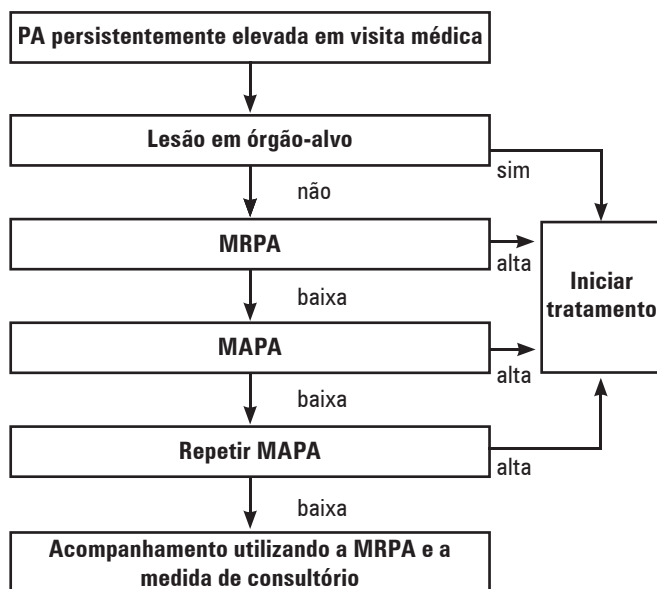 PA persistentemente elevada em visita médica
Lesão em órgão-alvo
sim
não
MRPA
alta
Iniciar
tratamento
baixa
MAPA
alta
baixa
Repetir MAPA
alta
baixa
Acompanhamento utilizando a MRPA e a
medida de consultório